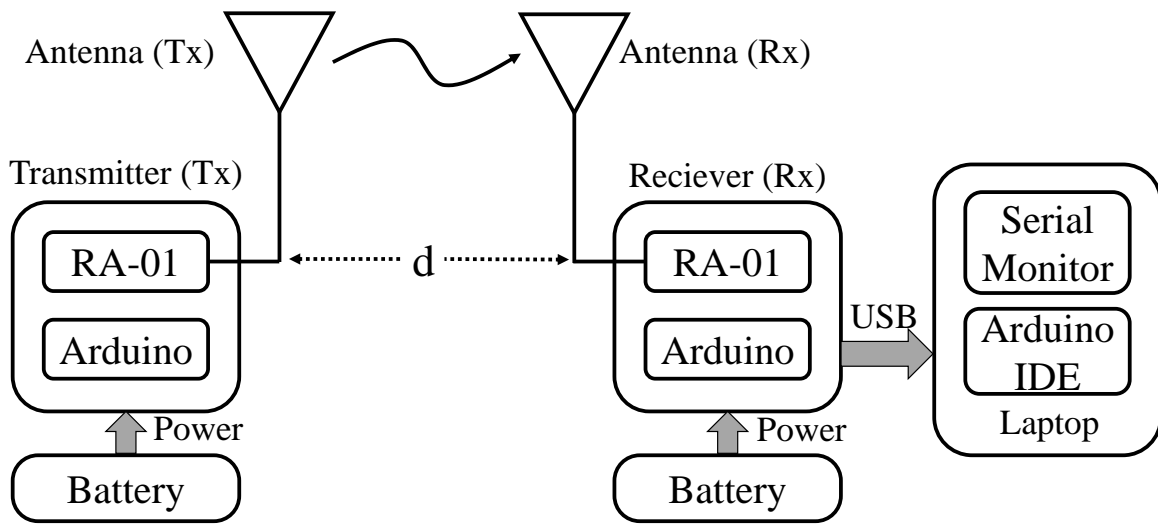 Antenna (Tx)
Antenna (Rx)
Transmitter (Tx)
Reciever (Rx)
RA-01
d
RA-01
Serial
Monitor
USB
Arduino
Arduino
Arduino
IDE
Laptop
Power
Power
Battery
Battery